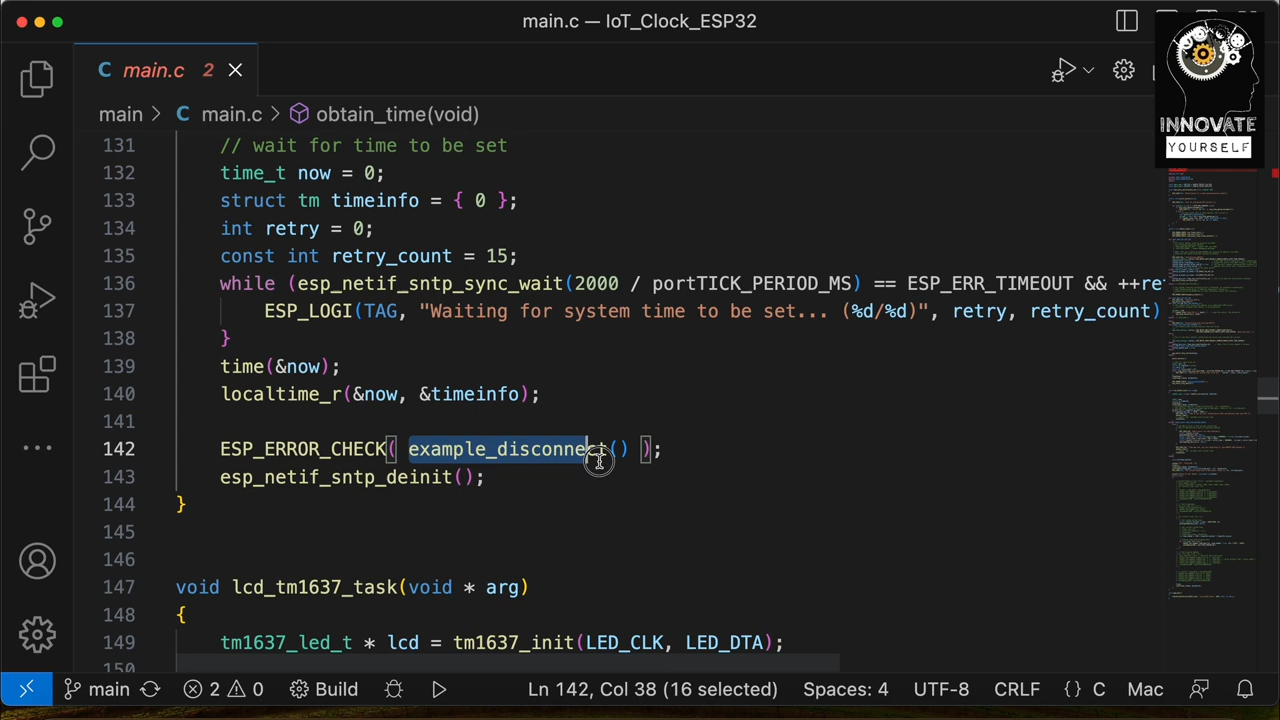 main.c — IoT_Clock_ESP32
C main.c 2
main > C main.c > obtain_time(void)
INNOVATE
YOURSELF
131 // wait for time to be set
132 time_t now = 0;
133 struct tm timeinfo = { 0 };
134 int retry = 0;
135 const int retry_count = 15;
136 while (esp_netif_sntp_sync_wait(2000 / portTICK_PERIOD_MS) == ESP_ERR_TIMEOUT && ++re
137 ESP_LOGI(TAG, "Waiting for system time to be set... (%d/%d)", retry, retry_count)
138 }
139 time(&now);
140 localtime_r(&now, &timeinfo);
141
142 ESP_ERROR_CHECK( example_disconnect() );
143 esp_netif_sntp_deinit();
144 }
145
146
147 void lcd_tm1637_task(void * arg)
148 {
149 tm1637_led_t * lcd = tm1637_init(LED_CLK, LED_DTA);
150
main 2 0 Build Ln 142, Col 38 (16 selected) Spaces: 4 UTF-8 CRLF {} C Mac